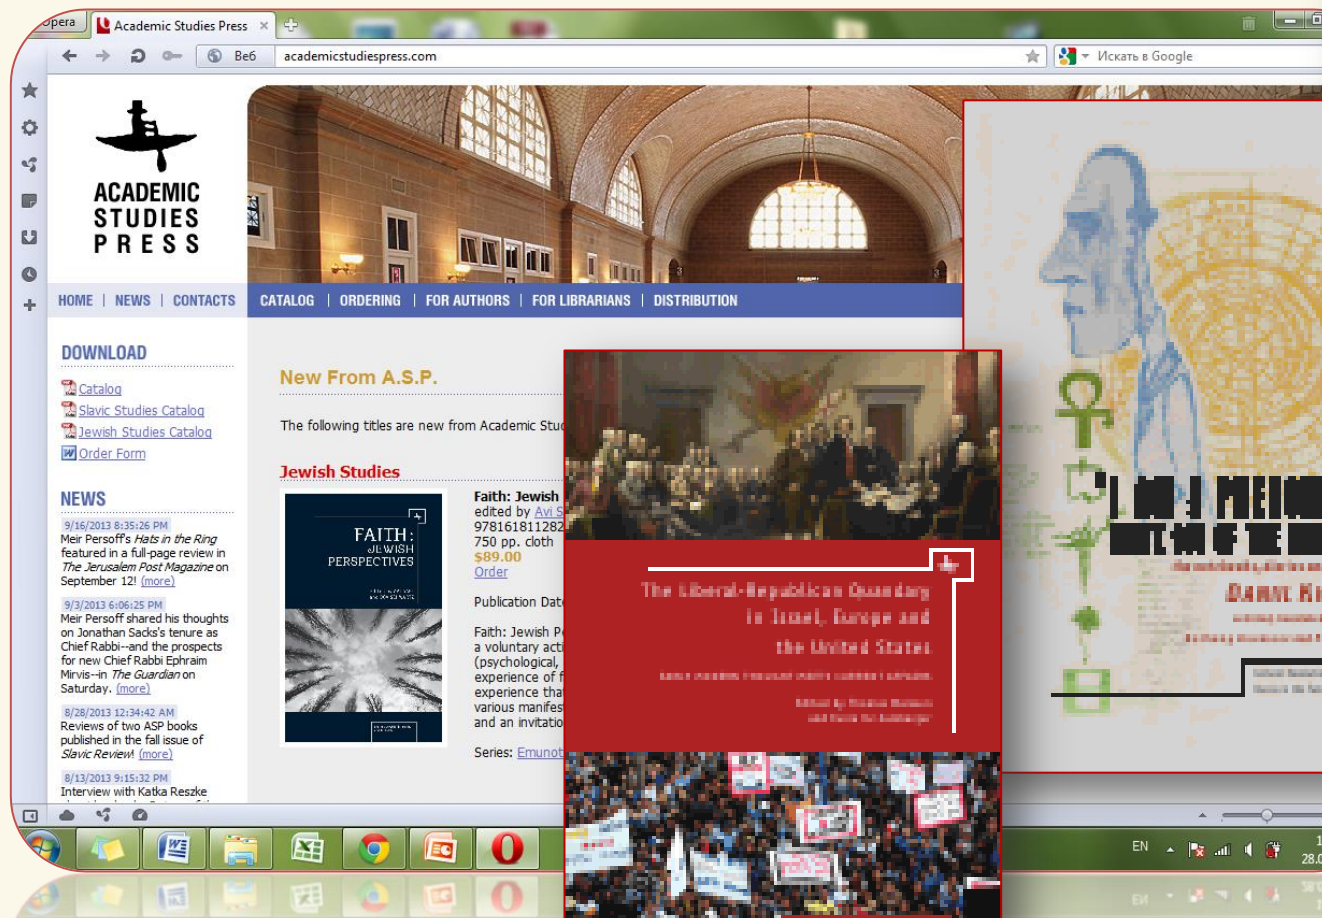 Opera
Academic Studies Press
Веб
academicstudiespress.com
Искать в Google
ACADEMIC
STUDIES
PRESS
HOME | NEWS | CONTACTS
CATALOG | ORDERING | FOR AUTHORS | FOR LIBRARIANS | DISTRIBUTION
DOWNLOAD
Catalog
Slavic Studies Catalog
Jewish Studies Catalog
Order Form
NEWS
9/16/2013 8:35:26 PM
Meir Persoff's Hats in the Ring
featured in a full-page review in
The Jerusalem Post Magazine on
September 12! (more)
9/3/2013 6:06:25 PM
Meir Persoff shared his thoughts
on Jonathan Sacks's tenure as
Chief Rabbi--and the prospects
for new Chief Rabbi Ephraim
Mirvis--in The Guardian on
Saturday. (more)
8/28/2013 12:34:42 AM
Reviews of two ASP books
published in the fall issue of
Slavic Review! (more)
8/13/2013 9:15:32 PM
Interview with Katka Reszke
New From A.S.P.
The following titles are new from Academic Stud
Jewish Studies
FAITH:
JEWISH
PERSPECTIVES
Faith: Jewish
edited by Avi S
978161811282
750 pp. cloth
$89.00
Order
Publication Date
Faith: Jewish Pe
a voluntary acti
(psychological,
experience of f
experience that
various manifest
and an invitatio
Series: Emunot
The Liberal-Republican Quandary
in Israel, Europe and
the United States
EN
28.0